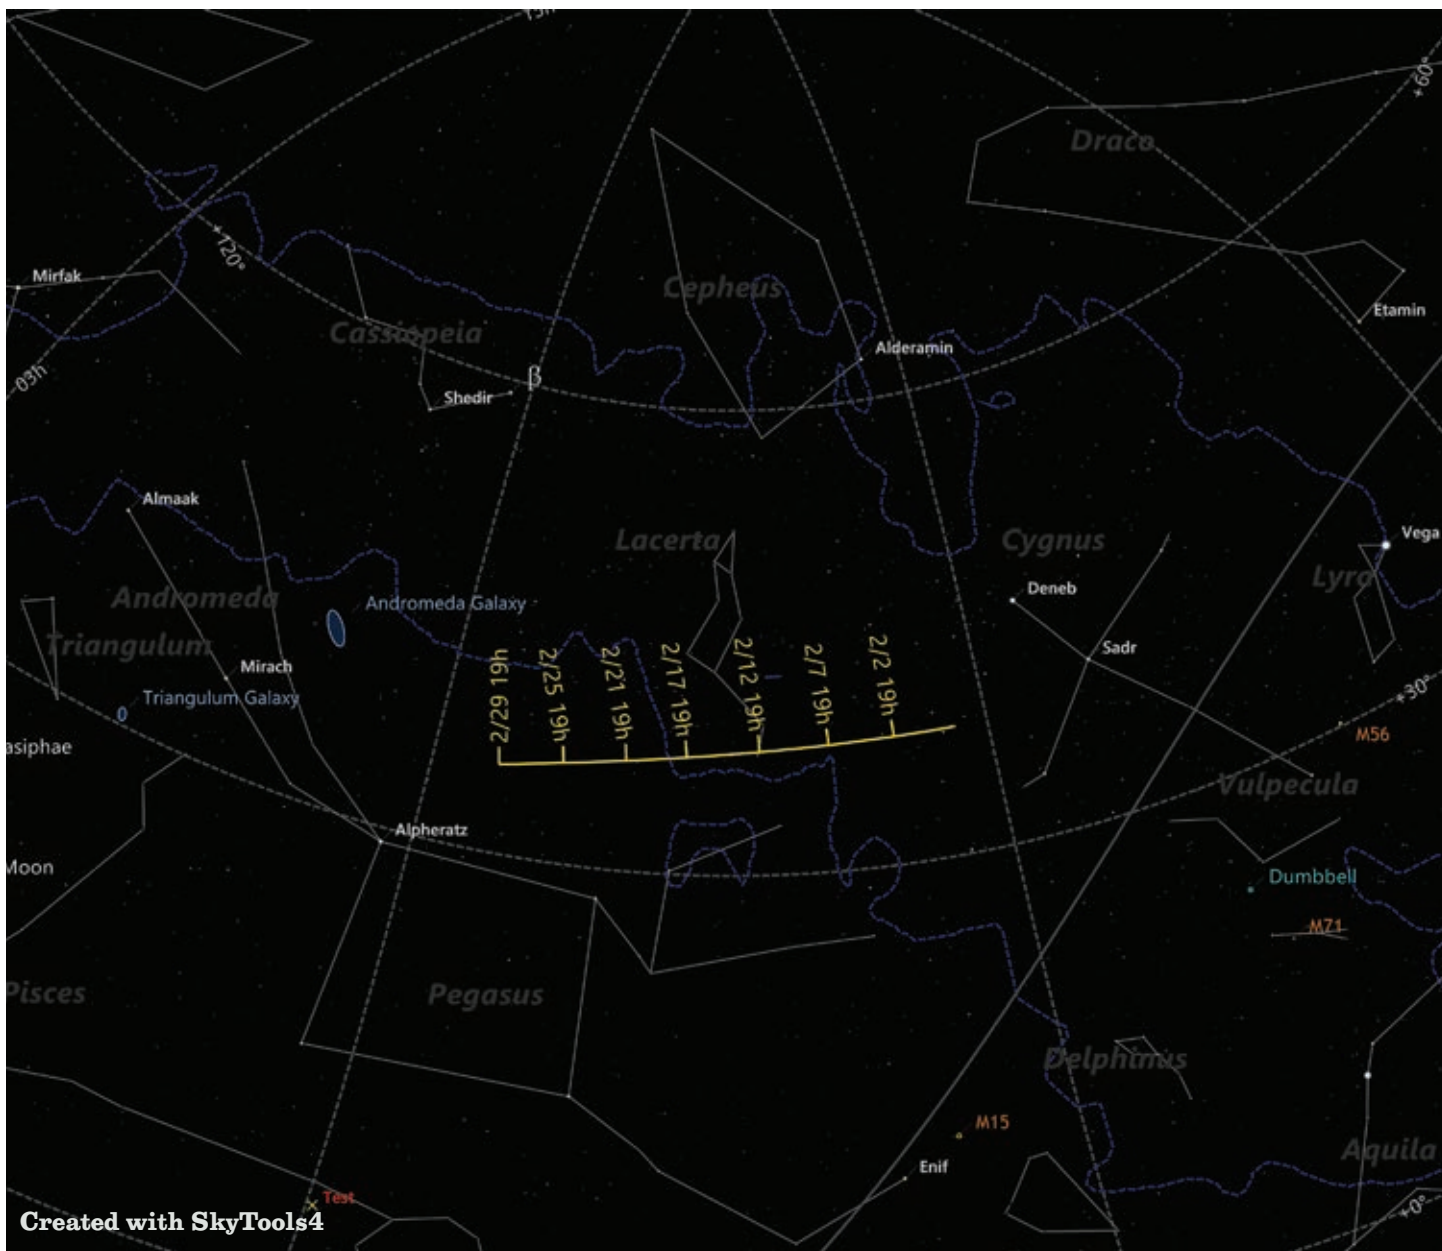 Draco
+60°
+120°
Mirfak
Cepheus
Etamin
Cassiopeia
Alderamin
03h
β
Shedir
Almaak
Lacerta
Cygnus
Vega
Lyra
Deneb
Andromeda
Andromeda Galaxy
Triangulum
Sadr
Mirach
Triangulum Galaxy
2/29 19h
2/25 19h
2/21 19h
2/17 19h
2/12 19h
2/7 19h
2/2 19h
+30°
M56
asiphae
Vulpecula
Alpheratz
Moon
Dumbbell
M71
Pisces
Pegasus
Delphinus
M15
Aquila
Enif
Test
+0°
Created with SkyTools4